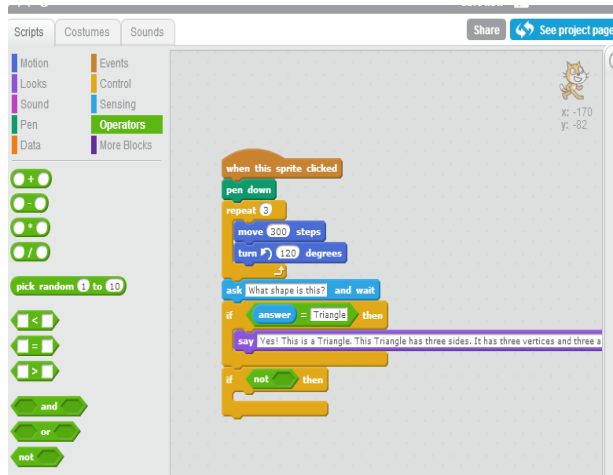 Scripts Costumes Sounds
Share See project page
Motion Events
Looks Control
Sound Sensing
Pen Operators
Data More Blocks
+
-
*
/
pick random 1 to 10
<
=
>
and
or
not
x: -170
y: -82
when this sprite clicked
pen down
repeat 3
move 300 steps
turn 120 degrees
ask What shape is this? and wait
if answer = Triangle then
say Yes! This is a Triangle. This Triangle has three sides. It has three vertices and three a
if not then